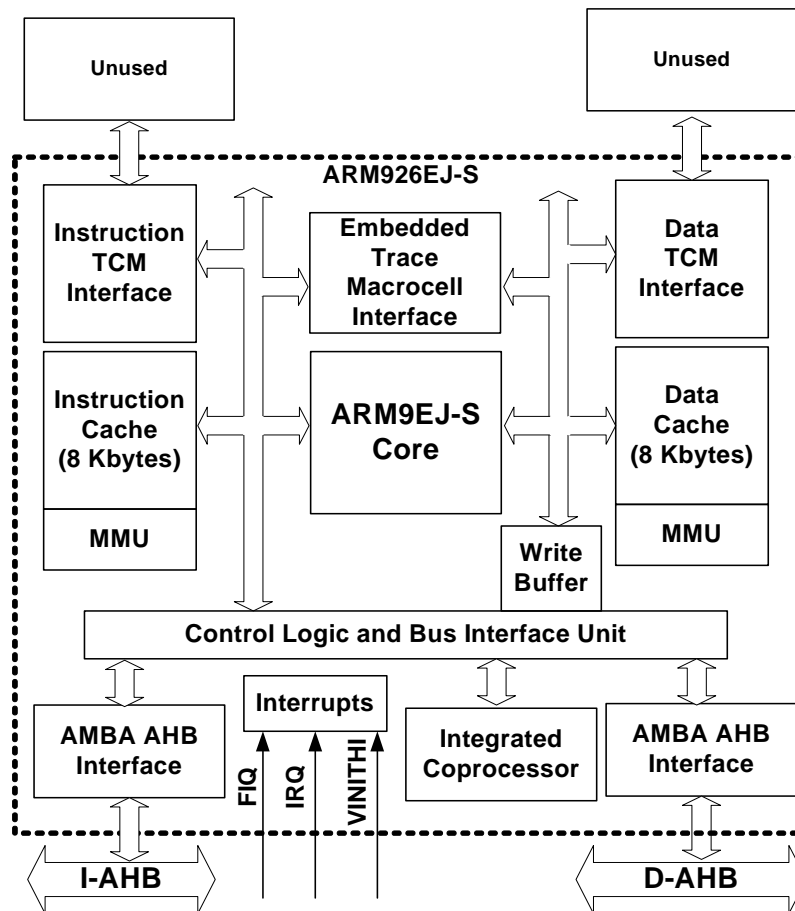 Unused
Unused
ARM926EJ-S
Instruction
TCM
Interface
Embedded
Trace
Macrocell
Interface
Data
TCM
Interface
Instruction
Cache
(8 Kbytes)
MMU
ARM9EJ-S
Core
Data
Cache
(8 Kbytes)
MMU
Write
Buffer
Control Logic and Bus Interface Unit
AMBA AHB
Interface
Interrupts
FIQ
IRQ
VINITHI
Integrated
Coprocessor
AMBA AHB
Interface
I-AHB
D-AHB